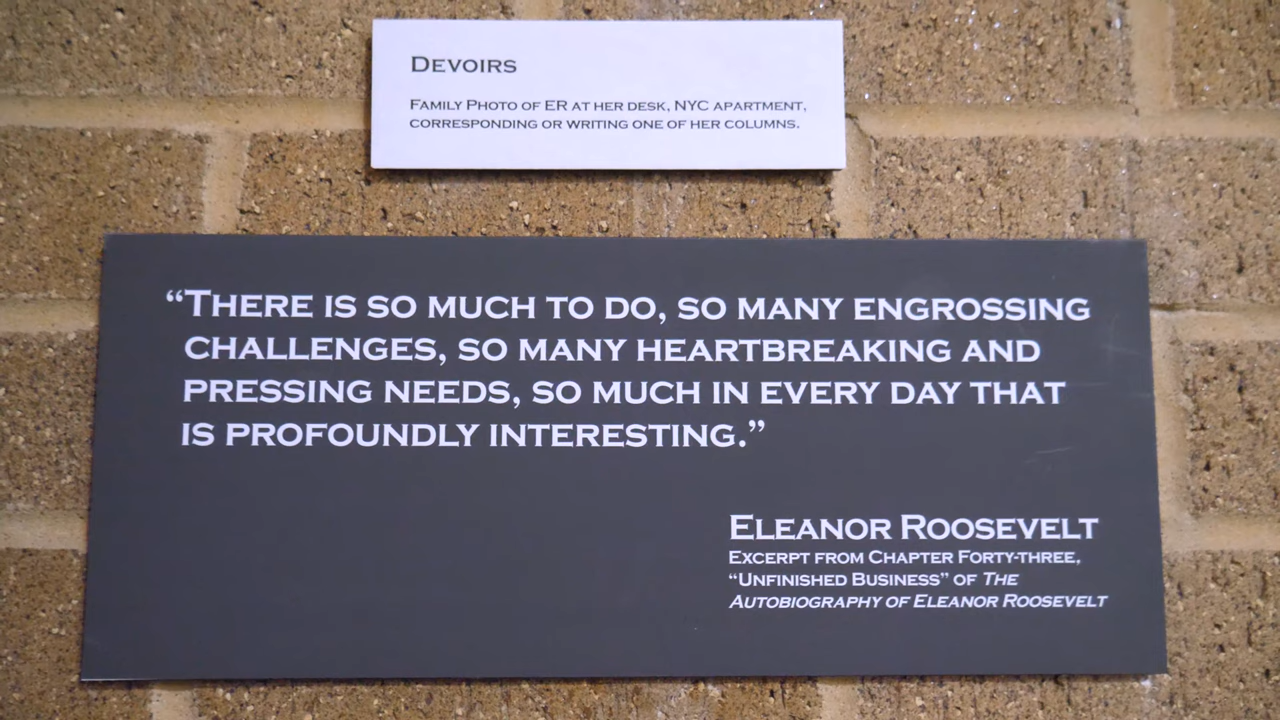 DEVOIRS
FAMILY PHOTO OF ER AT HER DESK, NYC APARTMENT,
CORRESPONDING OR WRITING ONE OF HER COLUMNS.
“THERE IS SO MUCH TO DO, SO MANY ENGROSSING
CHALLENGES, SO MANY HEARTBREAKING AND
PRESSING NEEDS, SO MUCH IN EVERY DAY THAT
IS PROFOUNDLY INTERESTING.”
ELEANOR ROOSEVELT
EXCERPT FROM CHAPTER FORTY-THREE,
“UNFINISHED BUSINESS” OF THE
AUTOBIOGRAPHY OF ELEANOR ROOSEVELT